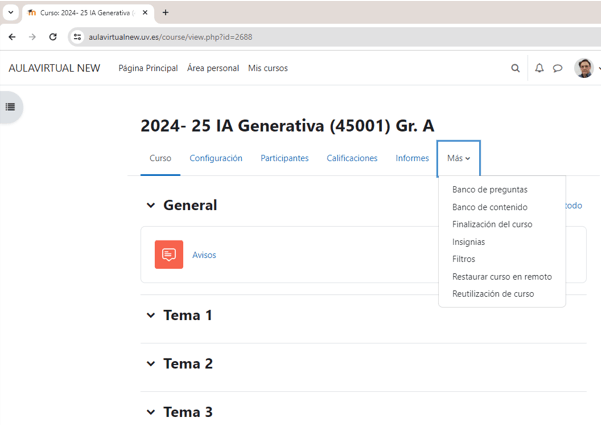 Curso: 2024- 25 IA Generativa (
aulavirtualnew.uv.es/course/view.php?id=2688
AULAVIRTUAL NEW Página Principal Área personal Mis cursos
2024- 25 IA Generativa (45001) Gr. A
Curso Configuración Participantes Calificaciones Informes Más
Banco de preguntas
General todo
Banco de contenido
Finalización del curso
Insignias
Avisos
Filtros
Restaurar curso en remoto
Reutilización de curso
Tema 1
Tema 2
Tema 3